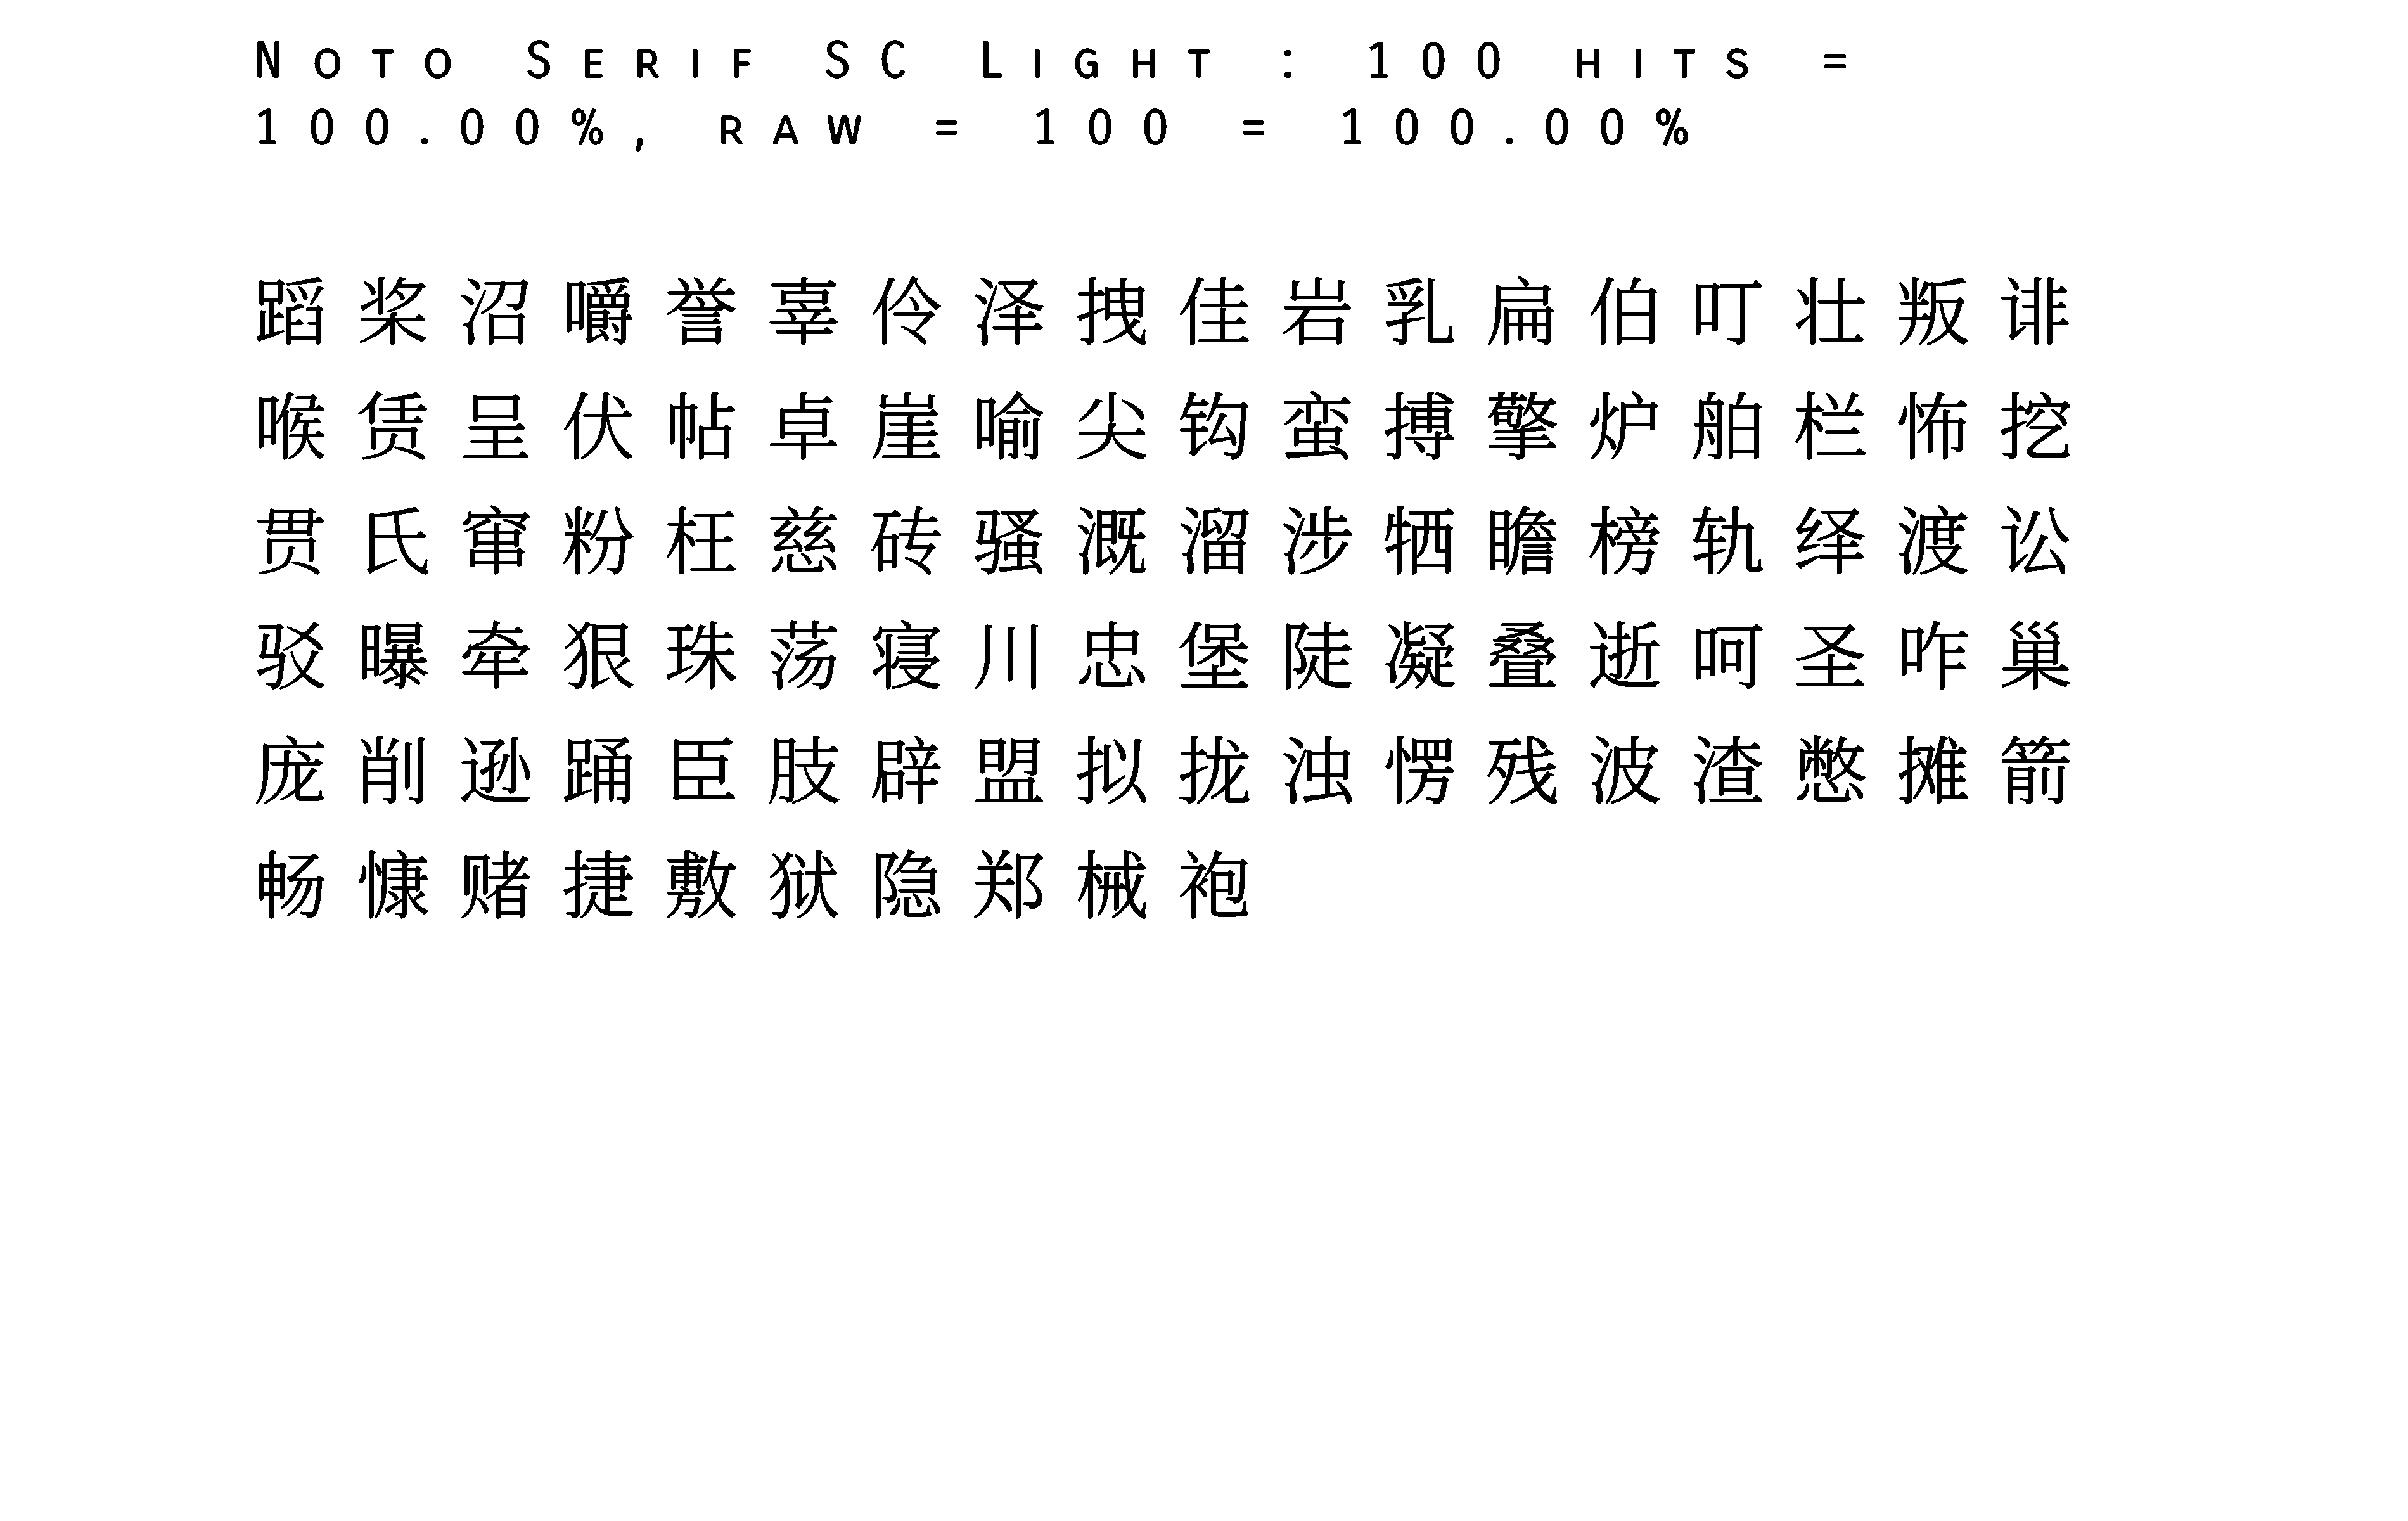 Noto Serif SC Light : 100 hits =
100.00%, raw = 100 = 100.00%
蹈桨沼嚼誉辜伶泽拽佳岩乳扁伯叮壮叛诽
喉赁呈伏帖卓崖喻尖钩蛮搏擎炉舶栏怖挖
贯氏窜粉枉慈砖骚溉溜涉牺瞻榜轨绎渡讼
驳曝牵狠珠荡寝川忠堡陡凝叠逝呵圣咋巢
庞削逊踊臣肢辟盟拟拢浊愕残波渣憋摊箭
畅慷赌捷敷狱隐郑械袍